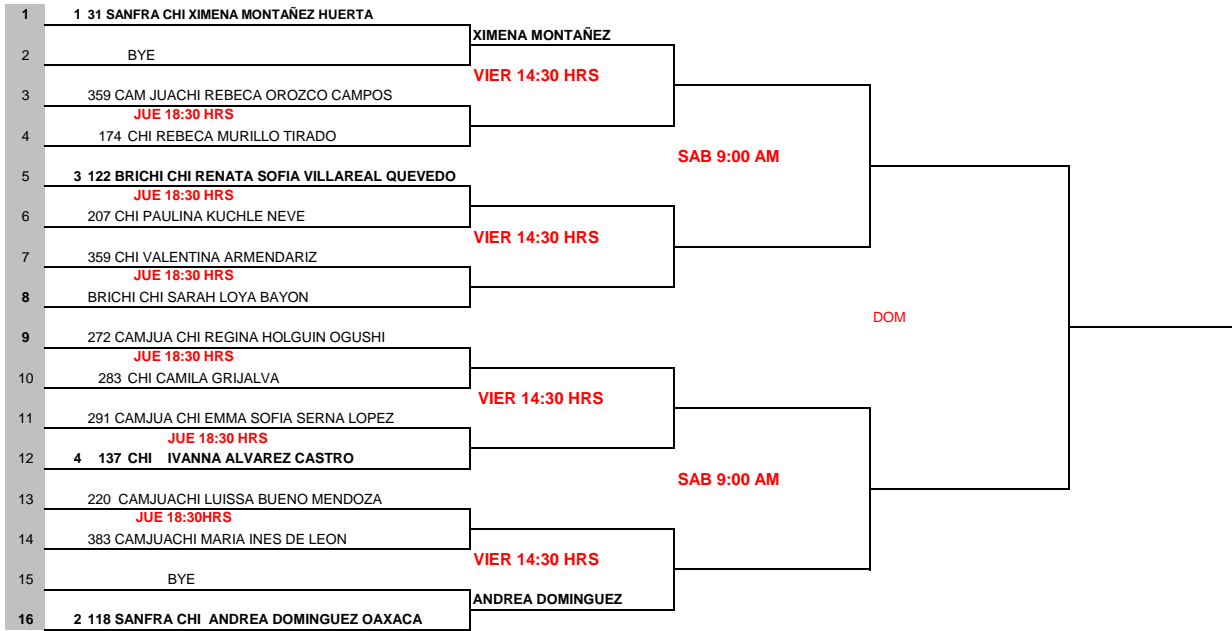 1 1 31 SANFRA CHI XIMENA MONTAÑEZ HUERTA
XIMENA MONTAÑEZ
2 BYE
VIER 14:30 HRS
3 359 CAM JUACHI REBECA OROZCO CAMPOS
JUE 18:30 HRS
4 174 CHI REBECA MURILLO TIRADO
SAB 9:00 AM
5 3 122 BRICHI CHI RENATA SOFIA VILLAREAL QUEVEDO
JUE 18:30 HRS
6 207 CHI PAULINA KUCHLE NEVE
VIER 14:30 HRS
7 359 CHI VALENTINA ARMENDARIZ
JUE 18:30 HRS
8 BRICHI CHI SARAH LOYA BAYON
DOM
9 272 CAMJUA CHI REGINA HOLGUIN OGUSHI
JUE 18:30 HRS
10 283 CHI CAMILA GRIJALVA
VIER 14:30 HRS
11 291 CAMJUA CHI EMMA SOFIA SERNA LOPEZ
JUE 18:30 HRS
12 4 137 CHI IVANNA ALVAREZ CASTRO
SAB 9:00 AM
13 220 CAMJUACHI LUISSA BUENO MENDOZA
JUE 18:30HRS
14 383 CAMJUACHI MARIA INES DE LEON
VIER 14:30 HRS
15 BYE
ANDREA DOMINGUEZ
16 2 118 SANFRA CHI ANDREA DOMINGUEZ OAXACA